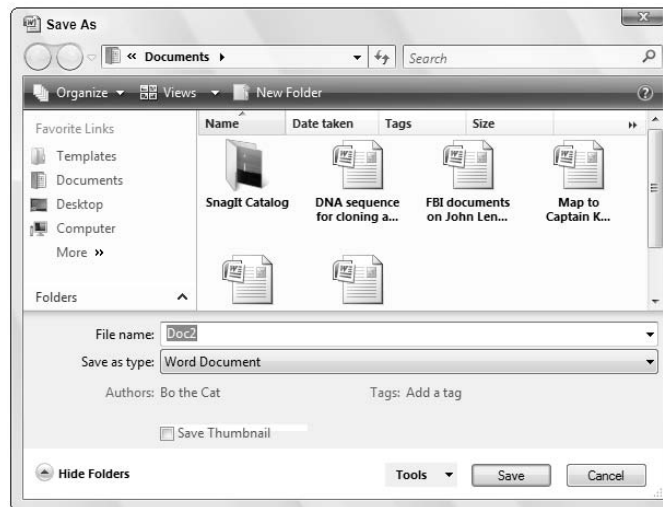 Save As
« Documents ▸
Search
Organize ▾ Views ▾ New Folder
Favorite Links
Templates
Documents
Desktop
Computer
More »
Folders
Name Date taken Tags Size »
SnagIt Catalog
DNA sequence
for cloning a...
FBI documents
on John Len...
Map to
Captain K...
File name: Doc2
Save as type: Word Document
Authors: Bo the Cat Tags: Add a tag
Save Thumbnail
Hide Folders Tools ▾ Save Cancel